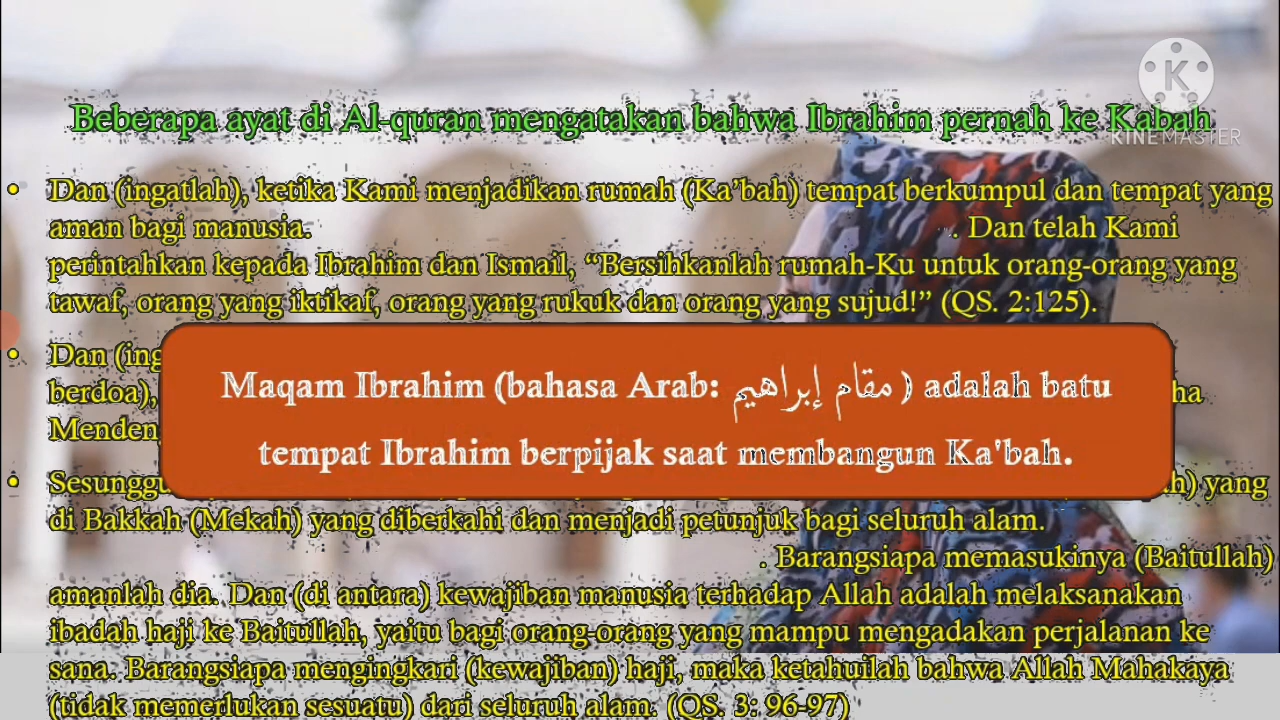 KINEMASTER
Beberapa ayat di Al-quran mengatakan bahwa Ibrahim pernah ke Kabah
• Dan (ingatlah), ketika Kami menjadikan rumah (Ka’bah) tempat berkumpul dan tempat yang
aman bagi manusia. . Dan telah Kami
perintahkan kepada Ibrahim dan Ismail, “Bersihkanlah rumah-Ku untuk orang-orang yang
tawaf, orang yang iktikaf, orang yang rukuk dan orang yang sujud!” (QS. 2:125).
• Dan (ing
berdoa), ha
Menden
Maqam Ibrahim (bahasa Arab: مقام إبراهيم ) adalah batu
tempat Ibrahim berpijak saat membangun Ka'bah.
• Sesunggu h) yang
di Bakkah (Mekah) yang diberkahi dan menjadi petunjuk bagi seluruh alam.
. Barangsiapa memasukinya (Baitullah)
amanlah dia. Dan (di antara) kewajiban manusia terhadap Allah adalah melaksanakan
ibadah haji ke Baitullah, yaitu bagi orang-orang yang mampu mengadakan perjalanan ke
sana. Barangsiapa mengingkari (kewajiban) haji, maka ketahuilah bahwa Allah Mahakaya
(tidak memerlukan sesuatu) dari seluruh alam. (QS. 3: 96-97)